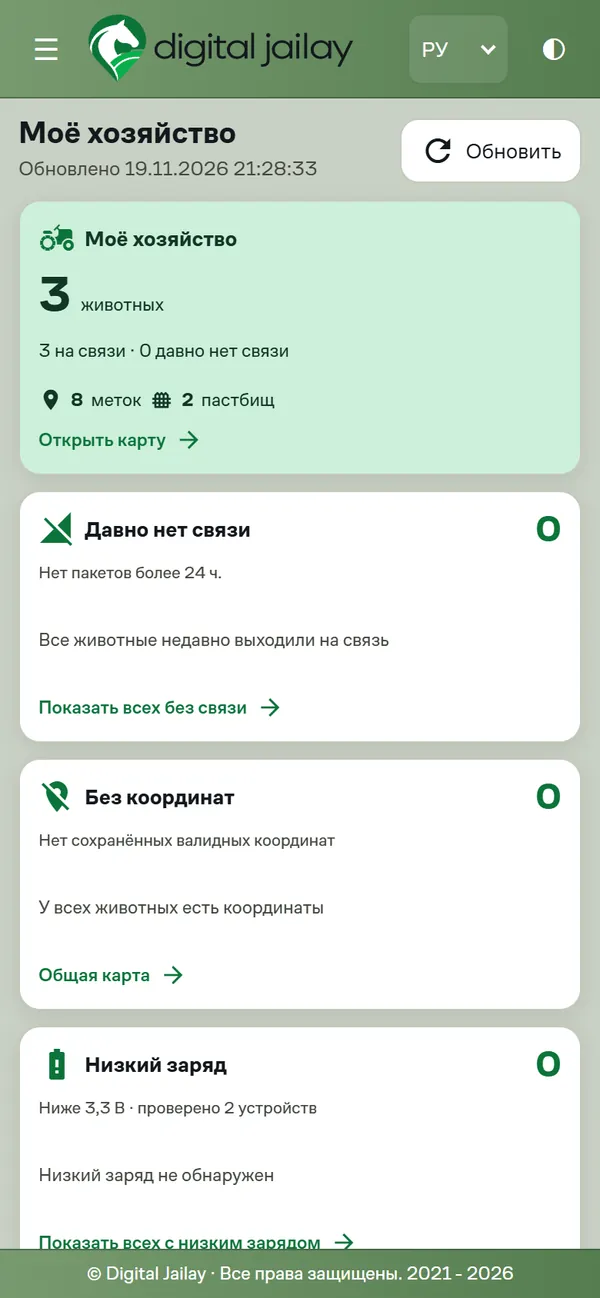 digital jailay
РУ
Моё хозяйство
Обновлено 19.11.2026 21:28:33
Обновить
Моё хозяйство
3 животных
3 на связи · 0 давно нет связи
8 меток 2 пастбищ
Открыть карту
Давно нет связи 0
Нет пакетов более 24 ч.
Все животные недавно выходили на связь
Показать всех без связи
Без координат 0
Нет сохранённых валидных координат
У всех животных есть координаты
Общая карта
Низкий заряд 0
Ниже 3,3 В · проверено 2 устройств
Низкий заряд не обнаружен
Показать всех с низким зарядом
© Digital Jailay · Все права защищены. 2021 - 2026